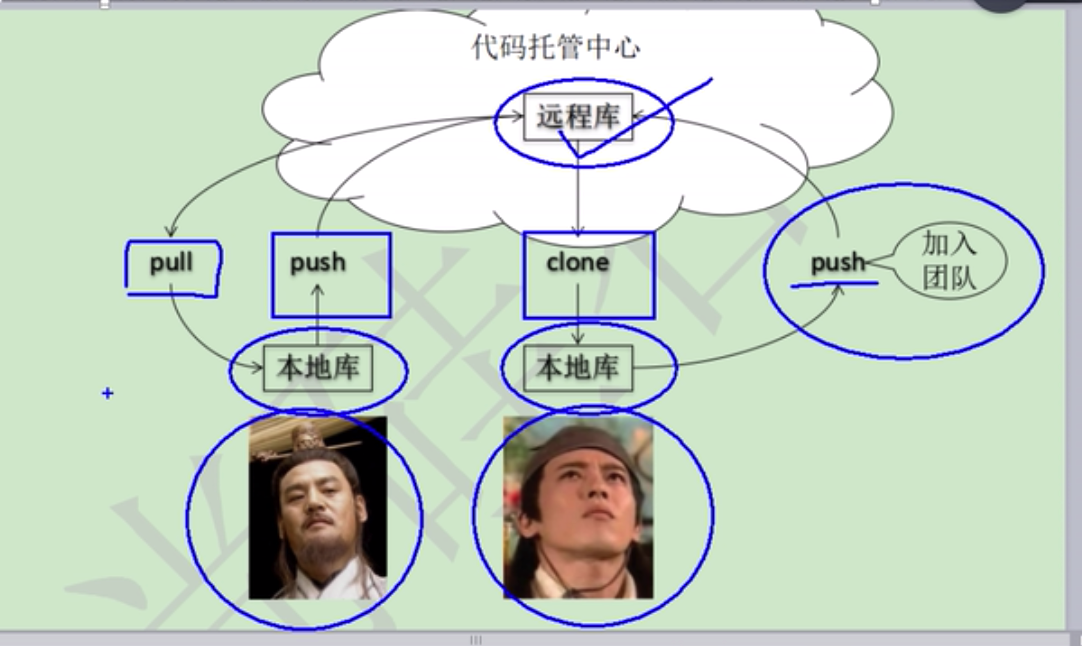 代码托管中心
远程库
pull
push
clone
push
加入
团队
本地库
本地库